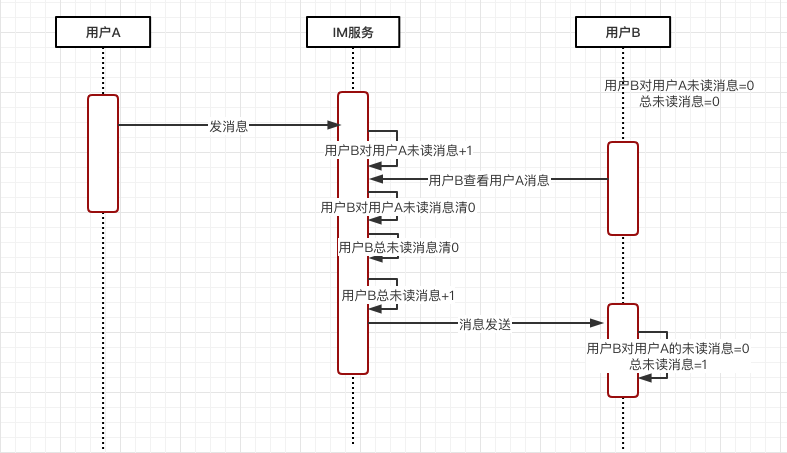 用户A
IM服务
用户B
用户B对用户A未读消息=0
总未读消息=0
发消息
用户B对用户A未读消息+1
用户B查看用户A消息
用户B对用户A未读消息清0
用户B总未读消息清0
用户B总未读消息+1
消息发送
用户B对用户A的未读消息=0
总未读消息=1